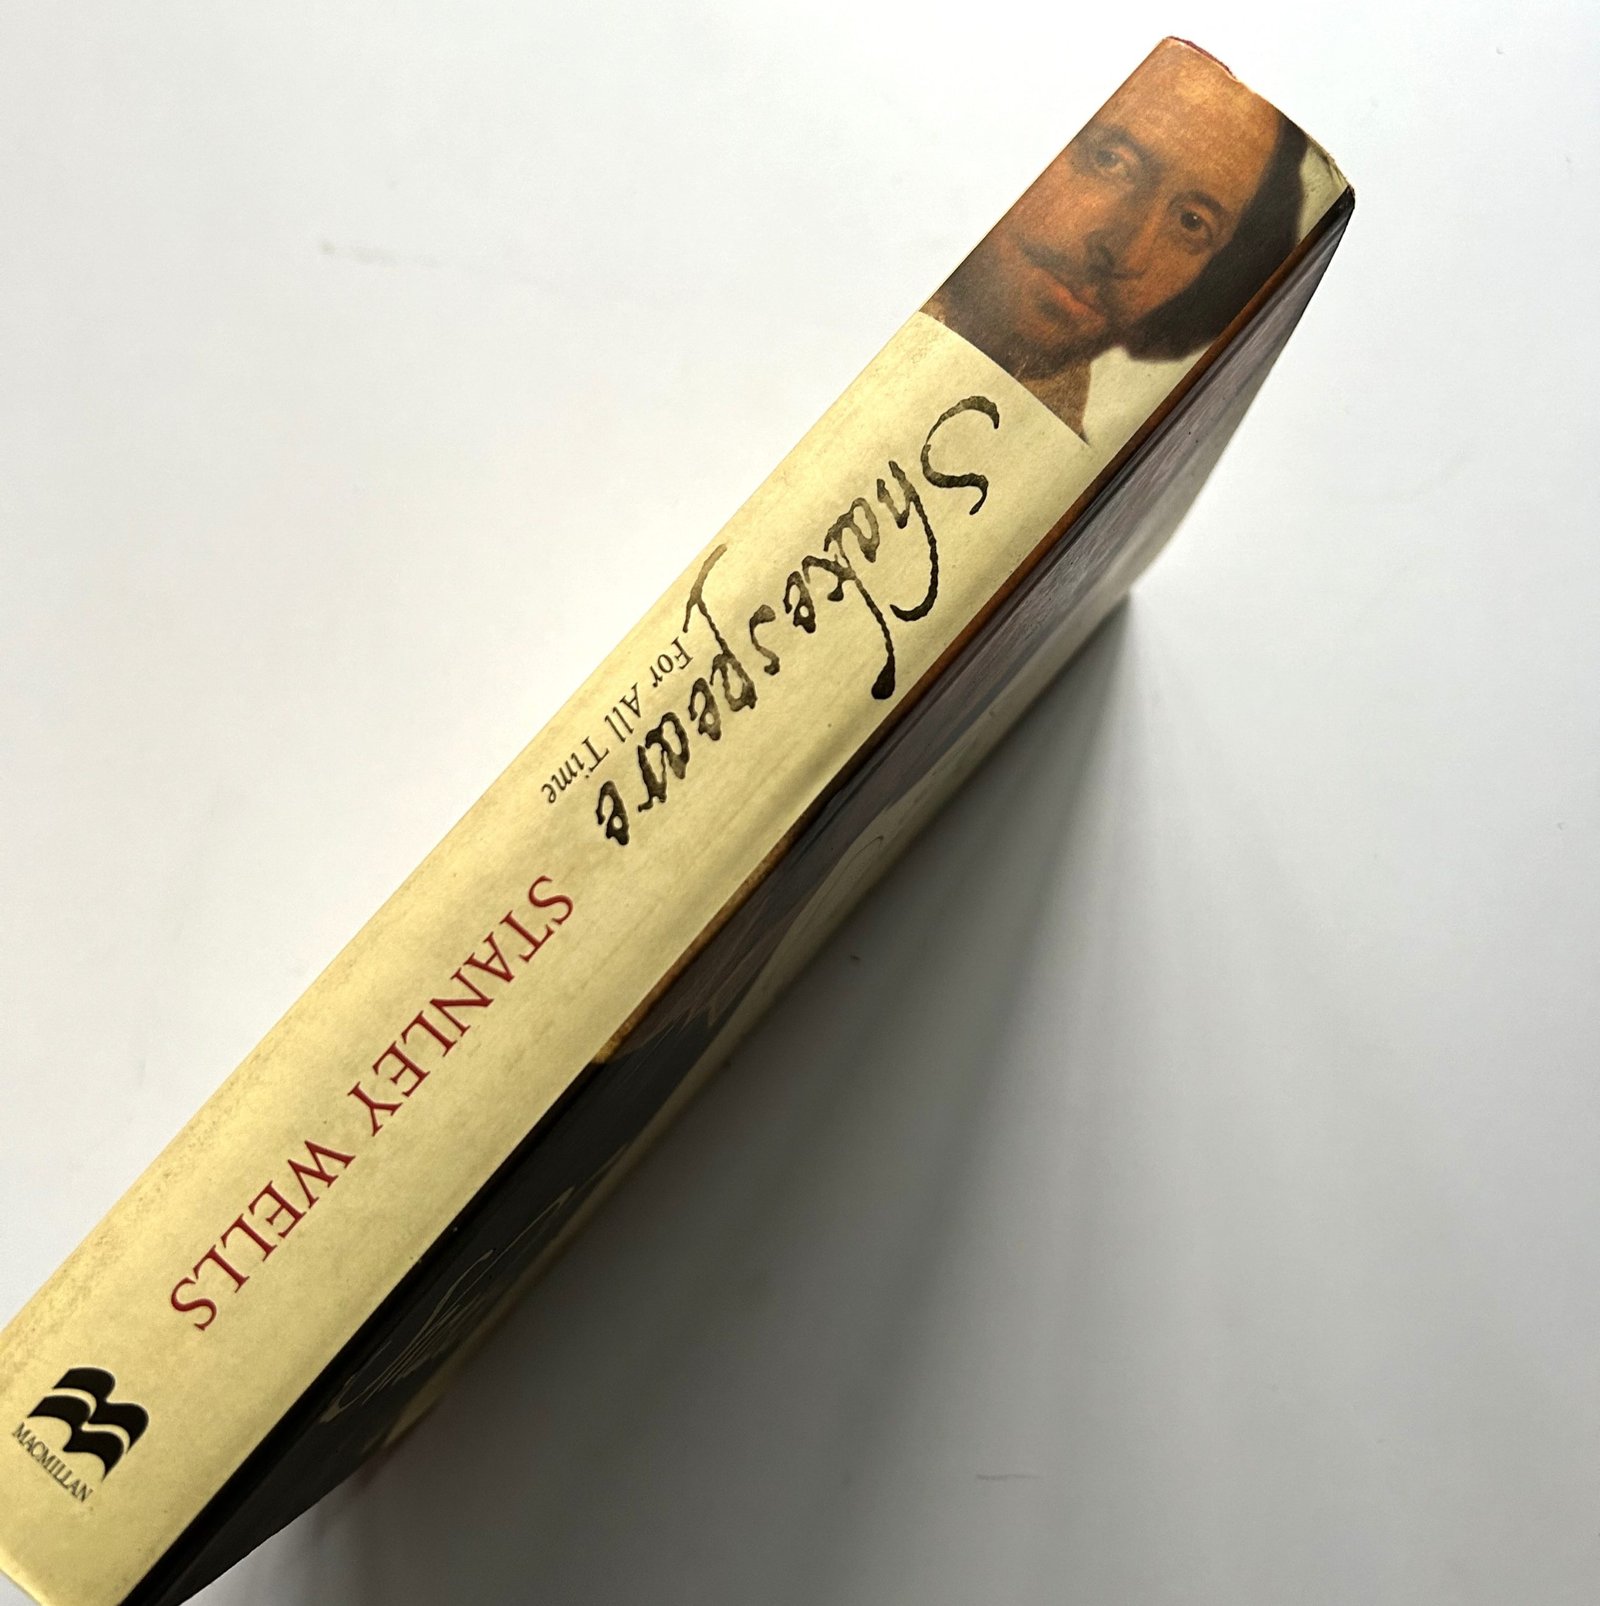 Shakespeare
For All Time
STANLEY WELLS
MACMILLAN